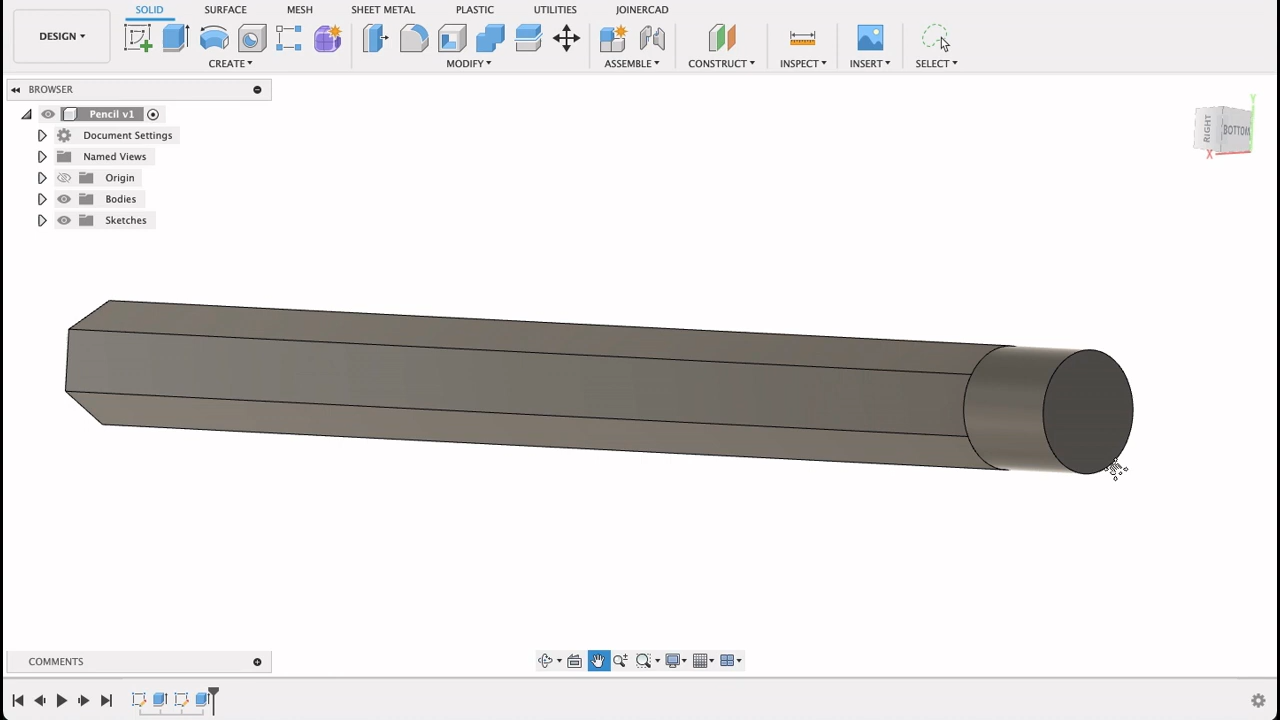 SOLID SURFACE MESH SHEET METAL PLASTIC UTILITIES JOINERCAD
DESIGN
CREATE MODIFY ASSEMBLE CONSTRUCT INSPECT INSERT SELECT
BROWSER
Pencil v1
Document Settings
Named Views
Origin
Bodies
Sketches
Y
RIGHT BOTTOM
X
COMMENTS